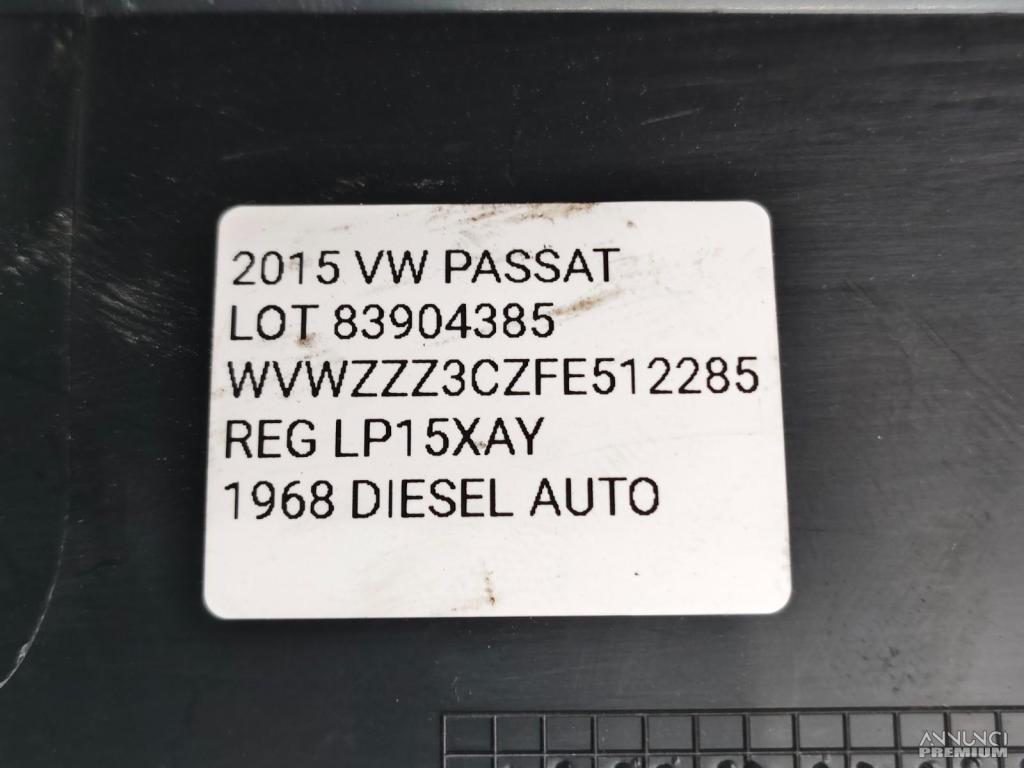 2015 VW PASSAT
LOT 83904385
WVWZZZ3CZFE512285
REG LP15XAY
1968 DIESEL AUTO
ANNUNCI
PREMIUM